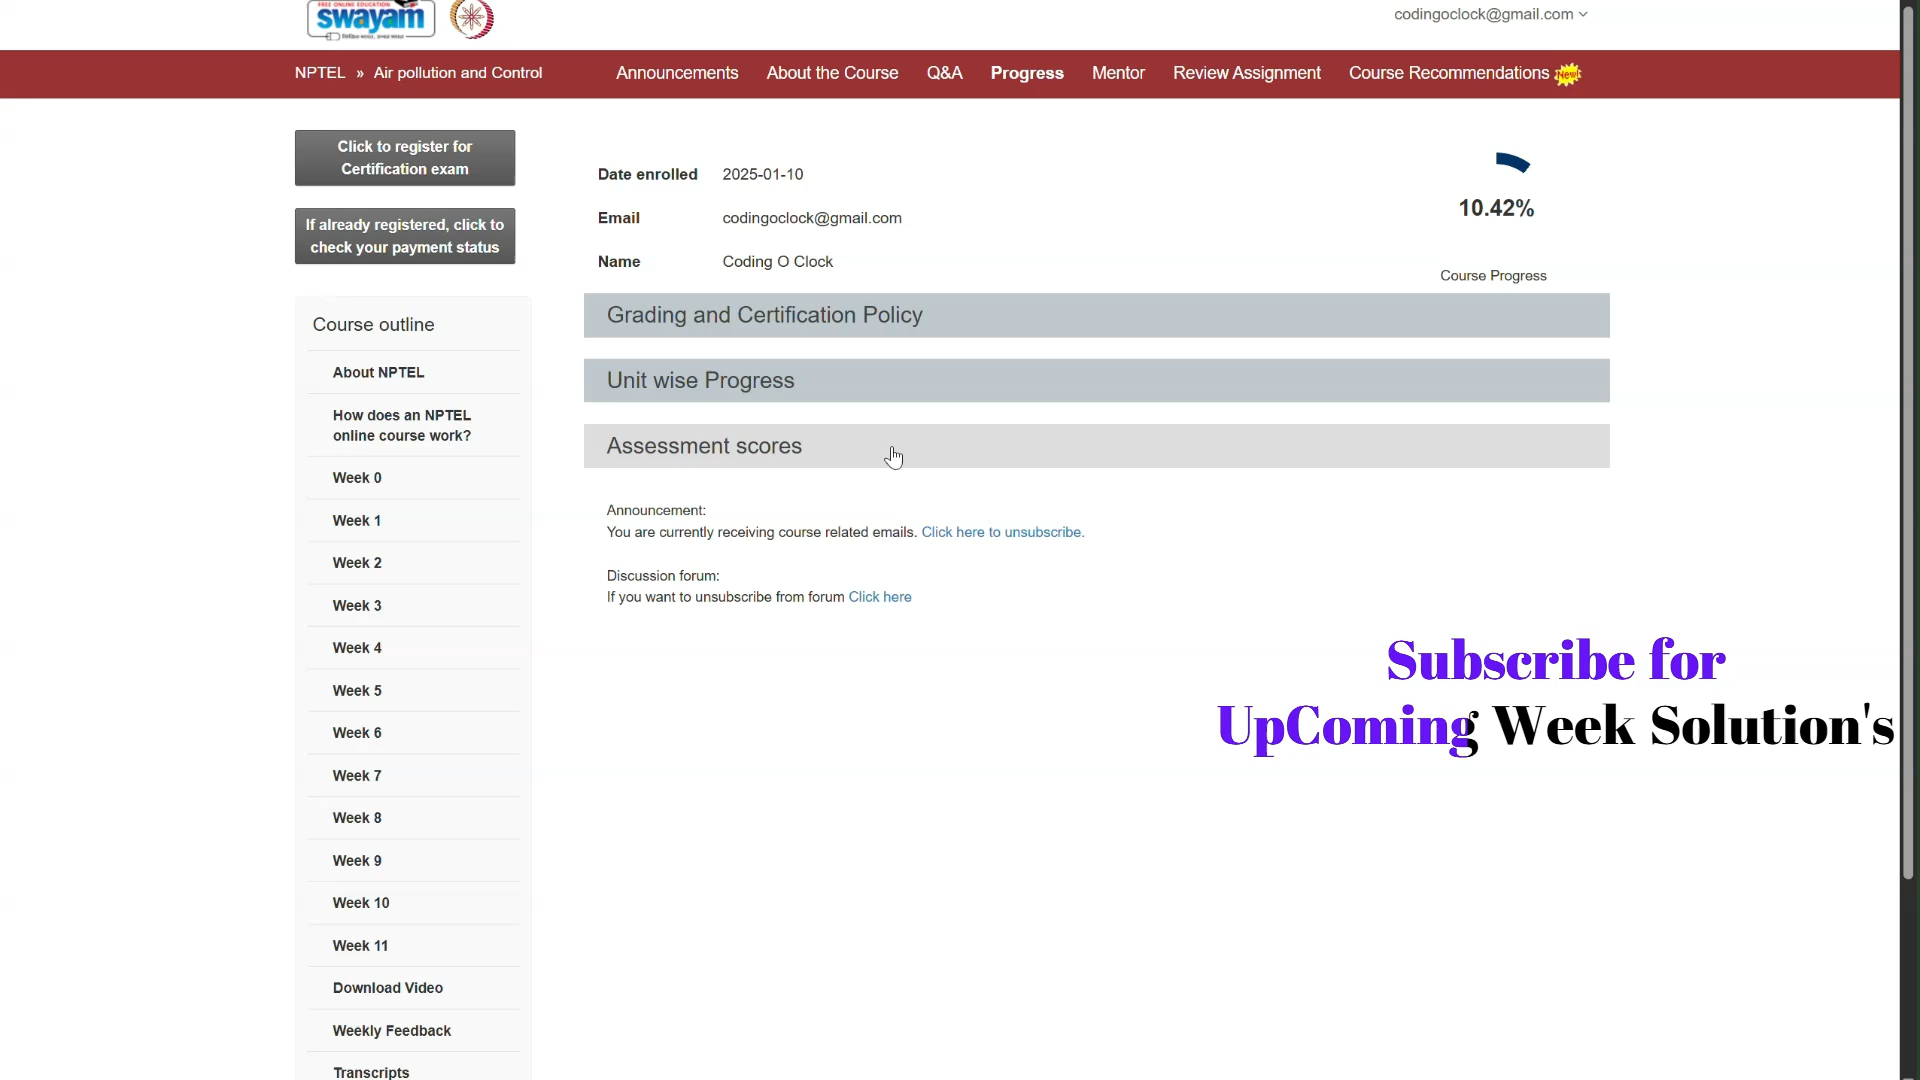 FREE ONLINE EDUCATION
swayam
codingoclock@gmail.com
NPTEL » Air pollution and Control
Announcements
About the Course
Q&A
Progress
Mentor
Review Assignment
Course Recommendations
New!
Click to register for
Certification exam
If already registered, click to
check your payment status
Date enrolled 2025-01-10
Email codingoclock@gmail.com
Name Coding O Clock
10.42%
Course Progress
Grading and Certification Policy
Unit wise Progress
Assessment scores
Announcement:
You are currently receiving course related emails. Click here to unsubscribe.
Discussion forum:
If you want to unsubscribe from forum Click here
Course outline
About NPTEL
How does an NPTEL
online course work?
Week 0
Week 1
Week 2
Week 3
Week 4
Week 5
Week 6
Week 7
Week 8
Week 9
Week 10
Week 11
Download Video
Weekly Feedback
Transcripts
Subscribe for
UpComing Week Solution's